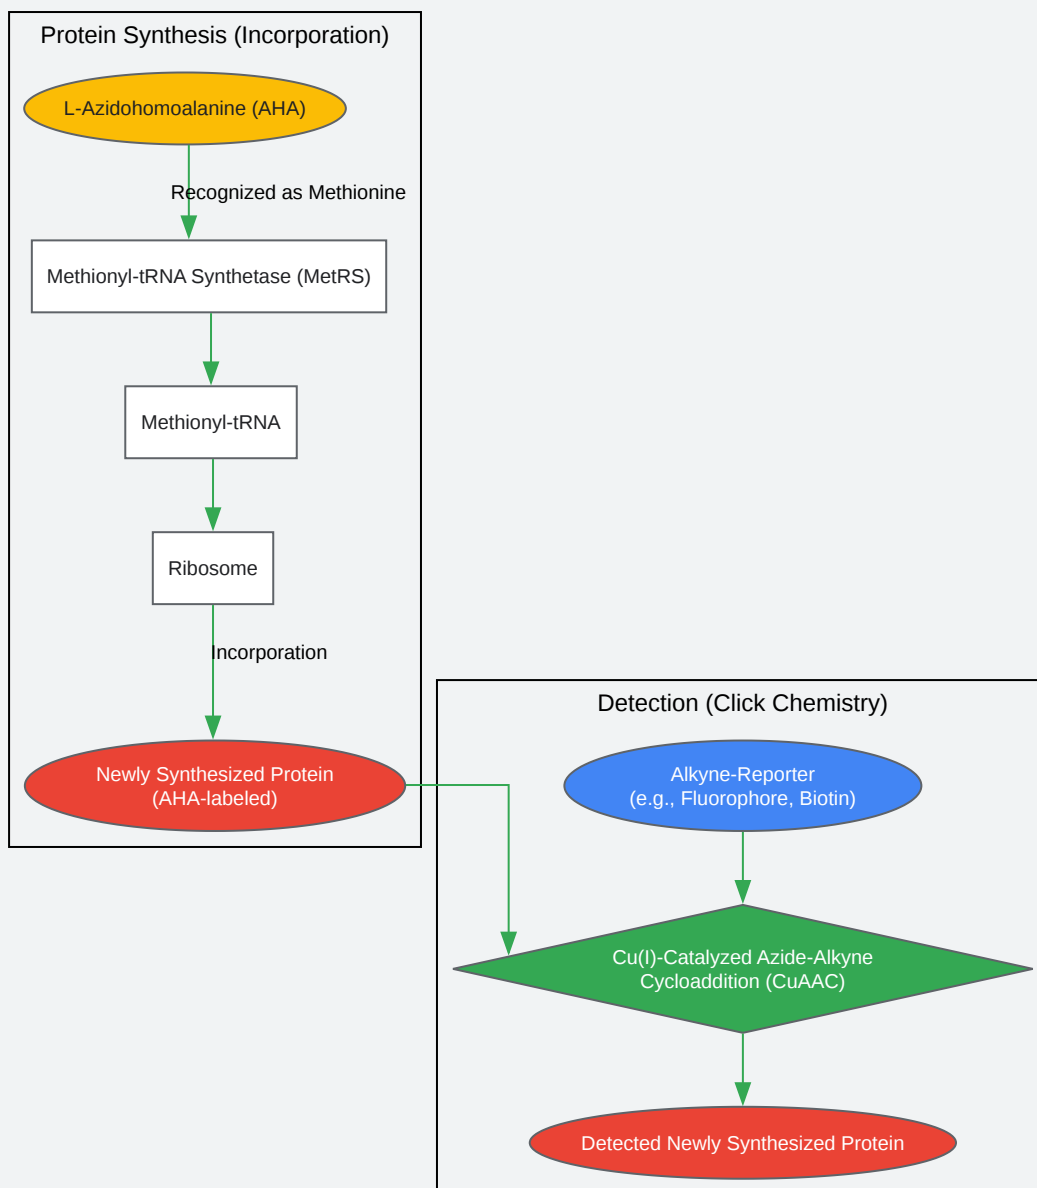 Protein Synthesis (Incorporation)
L-Azidohomoalanine (AHA)
Recognized as Methionine
Methionyl-tRNA Synthetase (MetRS)
Methionyl-tRNA
Ribosome
Incorporation
Newly Synthesized Protein
(AHA-labeled)
Detection (Click Chemistry)
Alkyne-Reporter
(e.g., Fluorophore, Biotin)
Cu(I)-Catalyzed Azide-Alkyne
Cycloaddition (CuAAC)
Detected Newly Synthesized Protein